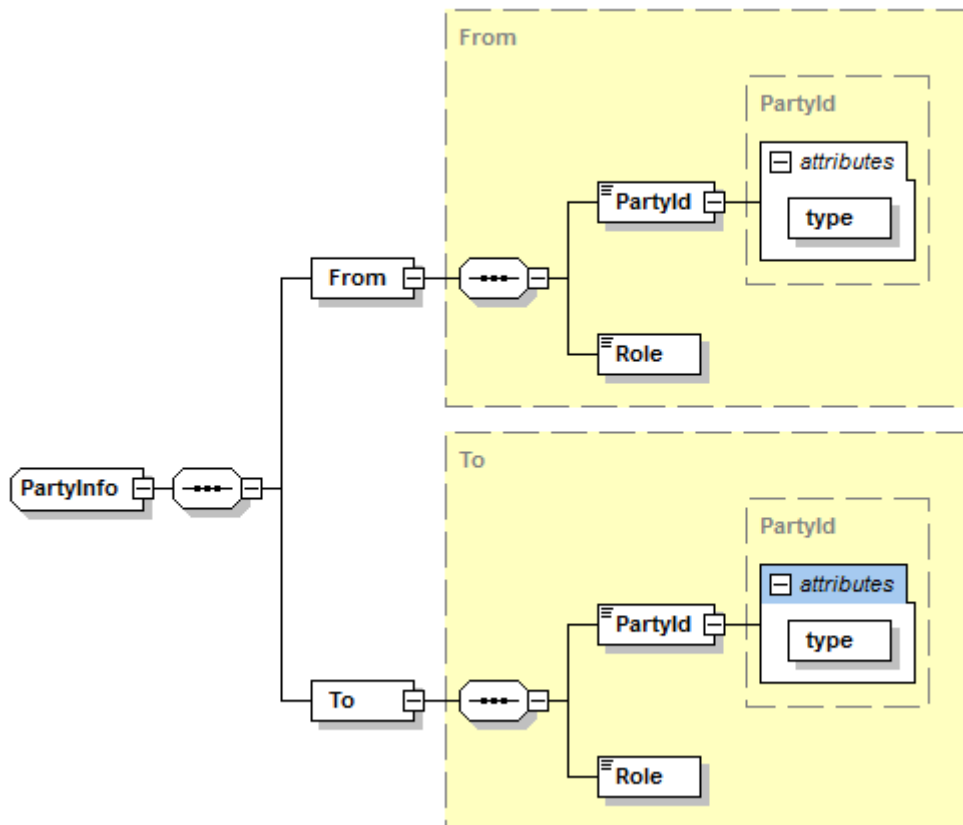 From
PartyId
attributes
PartyId
type
From
Role
To
PartyInfo
PartyId
attributes
PartyId
type
To
Role